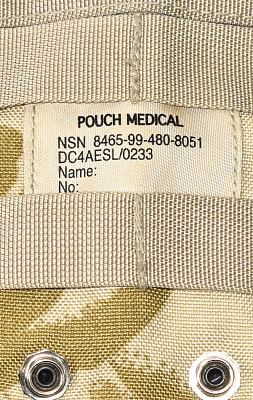 POUCH MEDICAL
NSN 8465-99-480-8051
DC4AESL/0233
Name:
No: